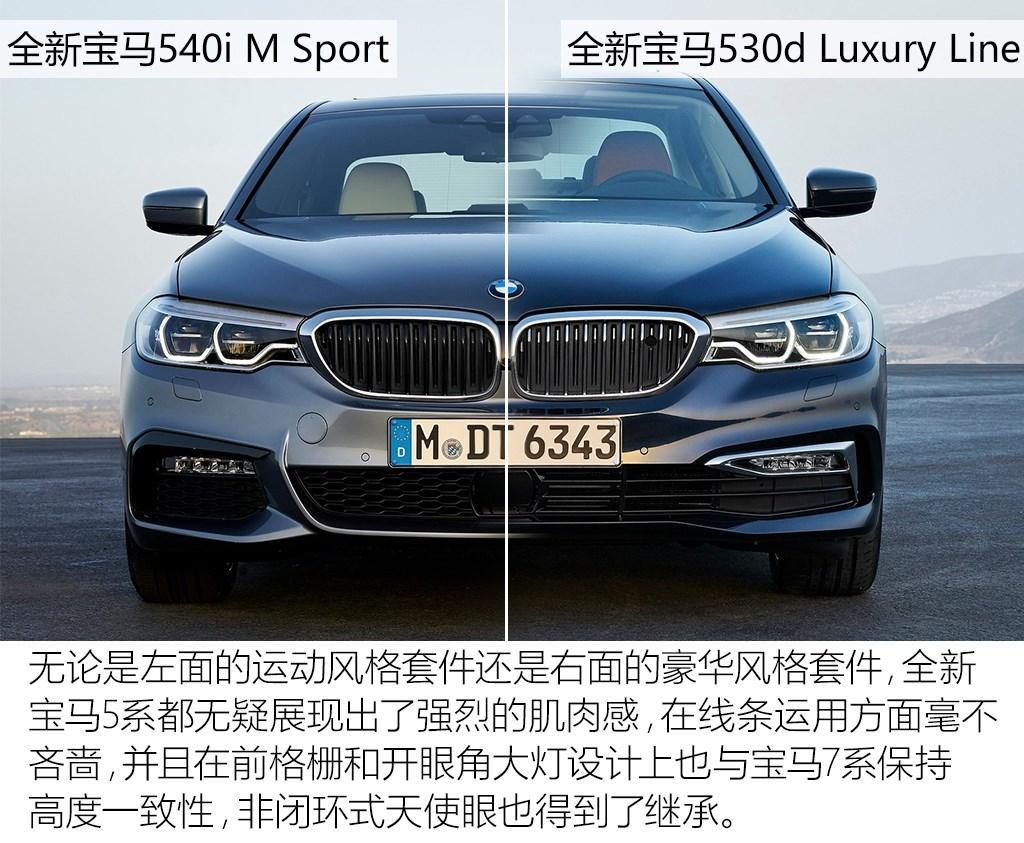 全新宝马540i M Sport
全新宝马530d Luxury Line
M DT 6343
D
无论是左面的运动风格套件还是右面的豪华风格套件,全新
宝马5系都无疑展现出了强烈的肌肉感,在线条运用方面毫不
吝啬,并且在前格栅和开眼角大灯设计上也与宝马7系保持
高度一致性,非闭环式天使眼也得到了继承。